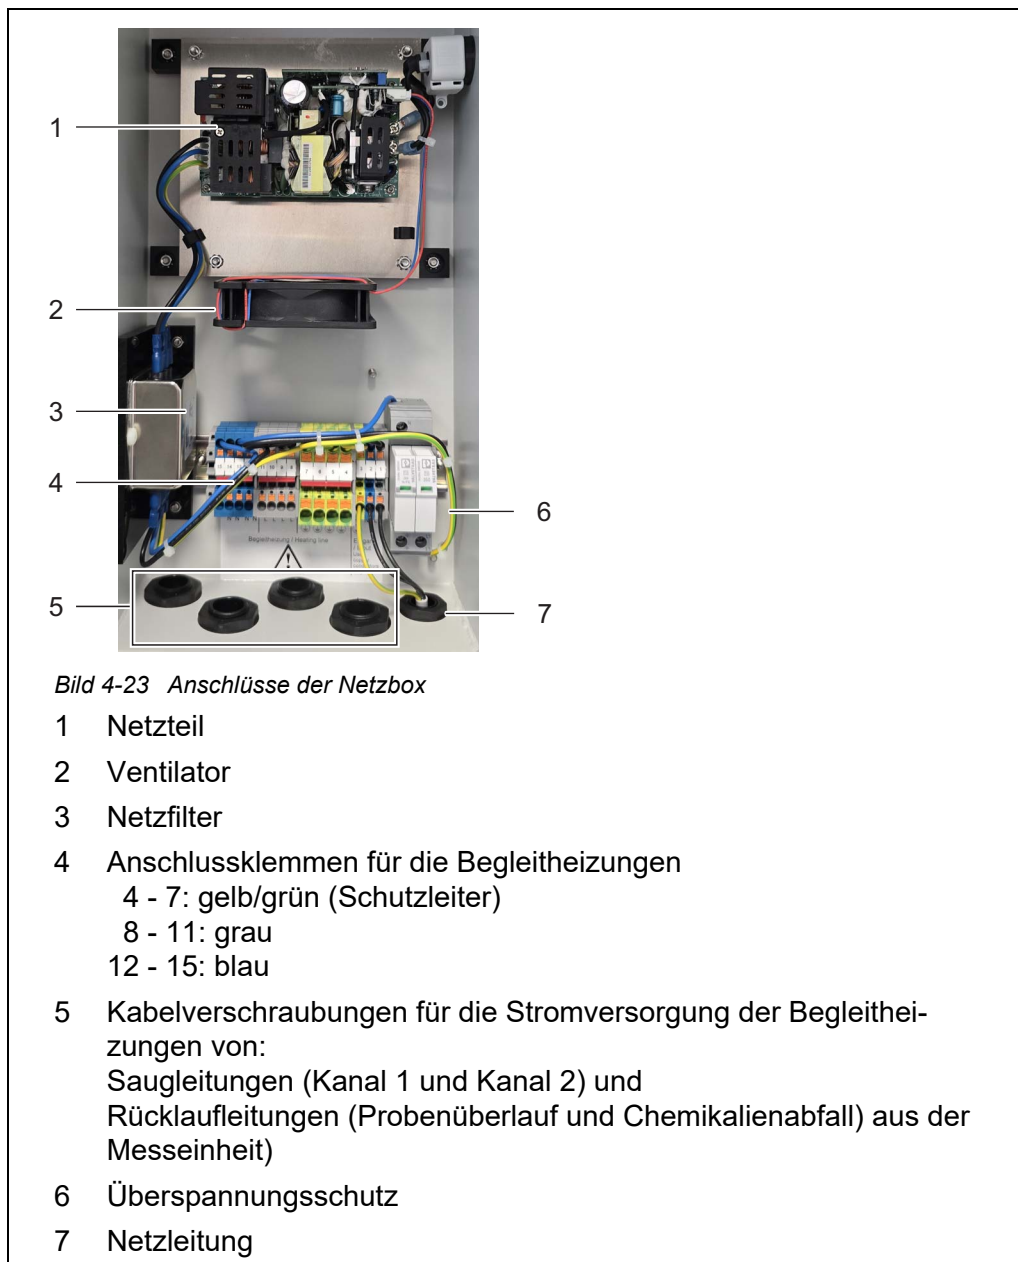 1
2
3
4
5
6
7
Begleitheizung / Heating line
Bild 4-23 Anschlüsse der Netzbox
1 Netzteil
2 Ventilator
3 Netzfilter
4 Anschlussklemmen für die Begleitheizungen
4 - 7: gelb/grün (Schutzleiter)
8 - 11: grau
12 - 15: blau
5 Kabelverschraubungen für die Stromversorgung der Begleithei-
zungen von:
Saugleitungen (Kanal 1 und Kanal 2) und
Rücklaufleitungen (Probenüberlauf und Chemikalienabfall) aus der
Messeinheit)
6 Überspannungsschutz
7 Netzleitung